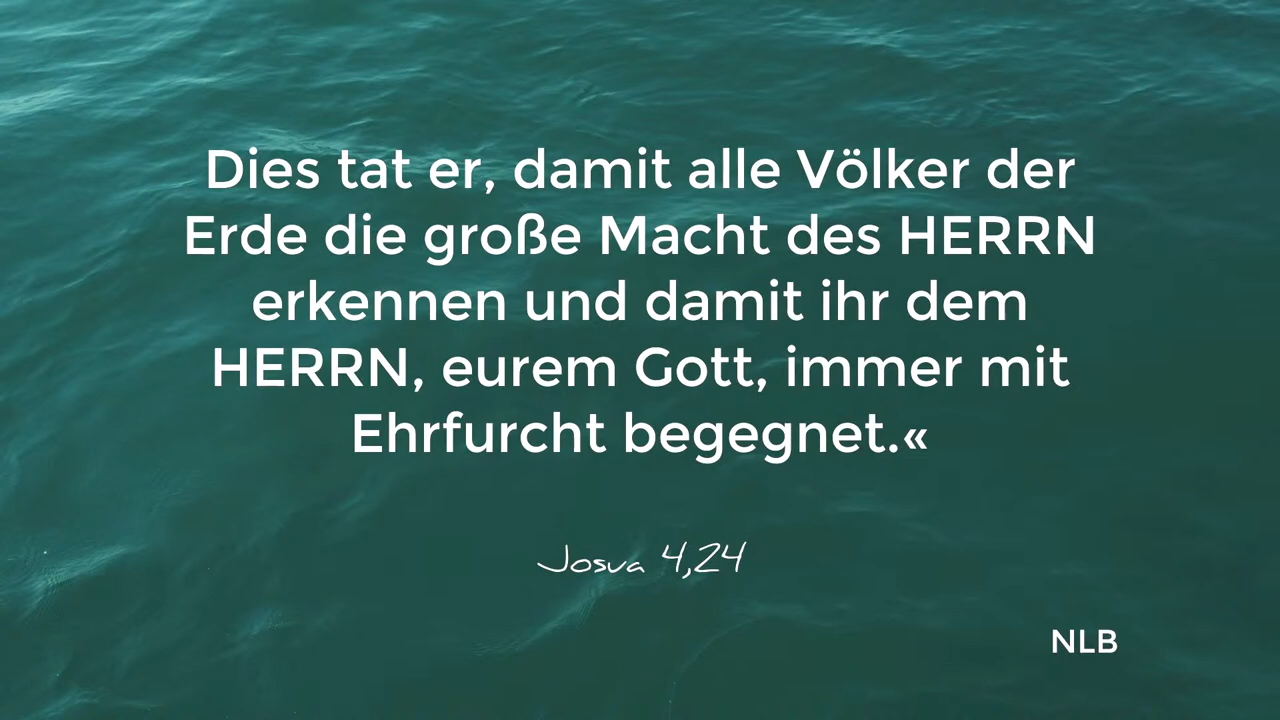 Dies tat er, damit alle Völker der
Erde die große Macht des HERRN
erkennen und damit ihr dem
HERRN, eurem Gott, immer mit
Ehrfurcht begegnet.«
Josua 4,24
NLB